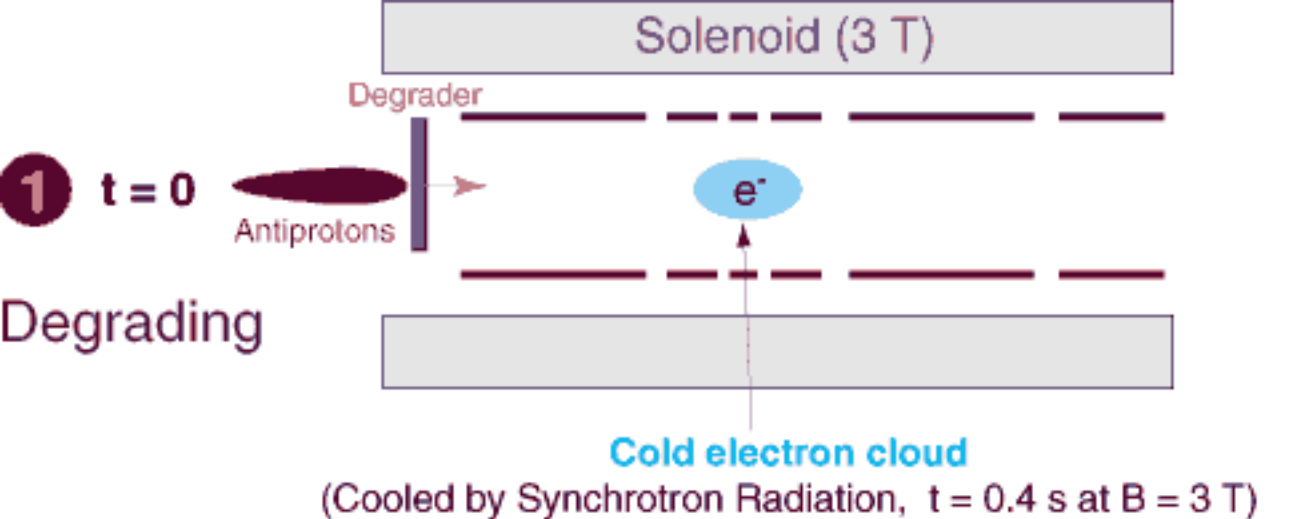 Solenoid (3 T)
Degrader
1 t = 0
e-
Antiprotons
Degrading
Cold electron cloud
(Cooled by Synchrotron Radiation, t = 0.4 s at B = 3 T)